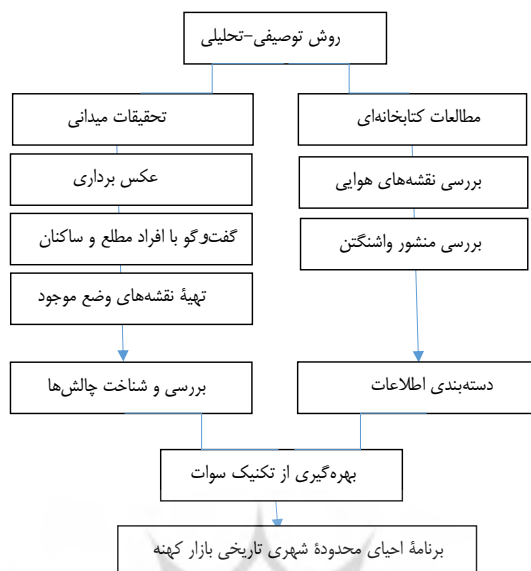 روش توصیفی-تحلیلی
مطالعات کتابخانه‌ای
بررسی نقشه‌های هوایی
بررسی منشور واشنگتن
دسته‌بندی اطلاعات
تحقیقات میدانی
عکس برداری
گفت‌وگو با افراد مطلع و ساکنان
تهیهٔ نقشه‌های وضع موجود
بررسی و شناخت چالش‌ها
بهره‌گیری از تکنیک سوات
برنامهٔ احیای محدودهٔ شهری تاریخی بازار کهنه